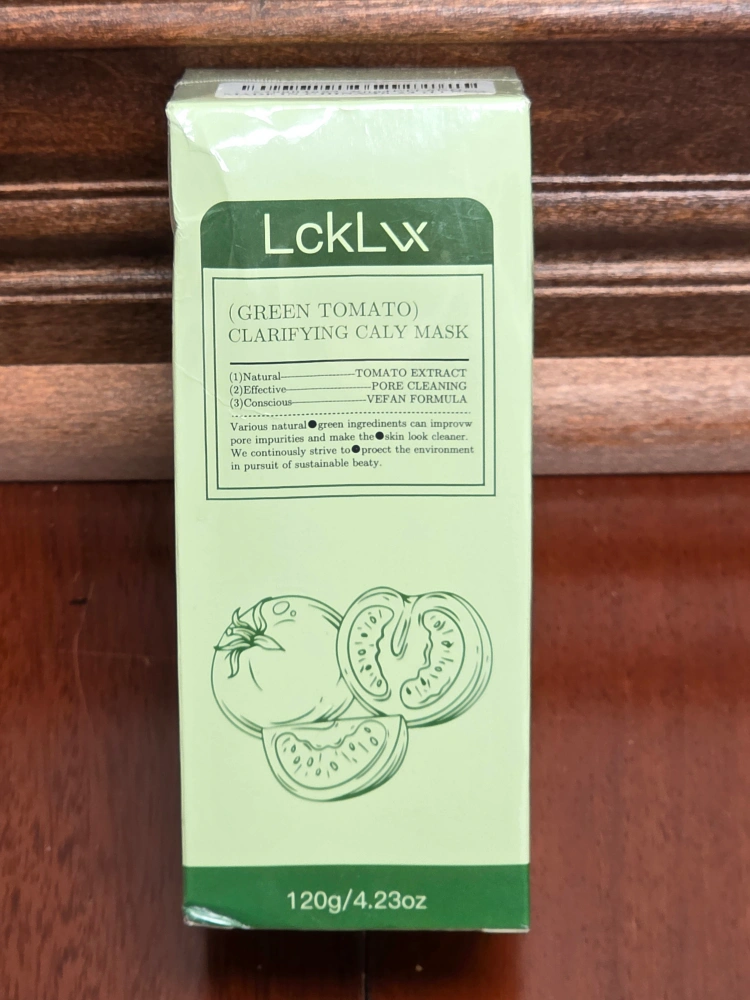 LckLvx
(GREEN TOMATO)
CLARIFYING CALY MASK
(1)Natural TOMATO EXTRACT
(2)Effective PORE CLEANING
(3)Conscious VEFAN FORMULA
Various natural●green ingredinents can improvw
pore impurities and make the●skin look cleaner.
We continously strive to●proect the environment
in pursuit of sustainable beaty.
120g/4.23oz